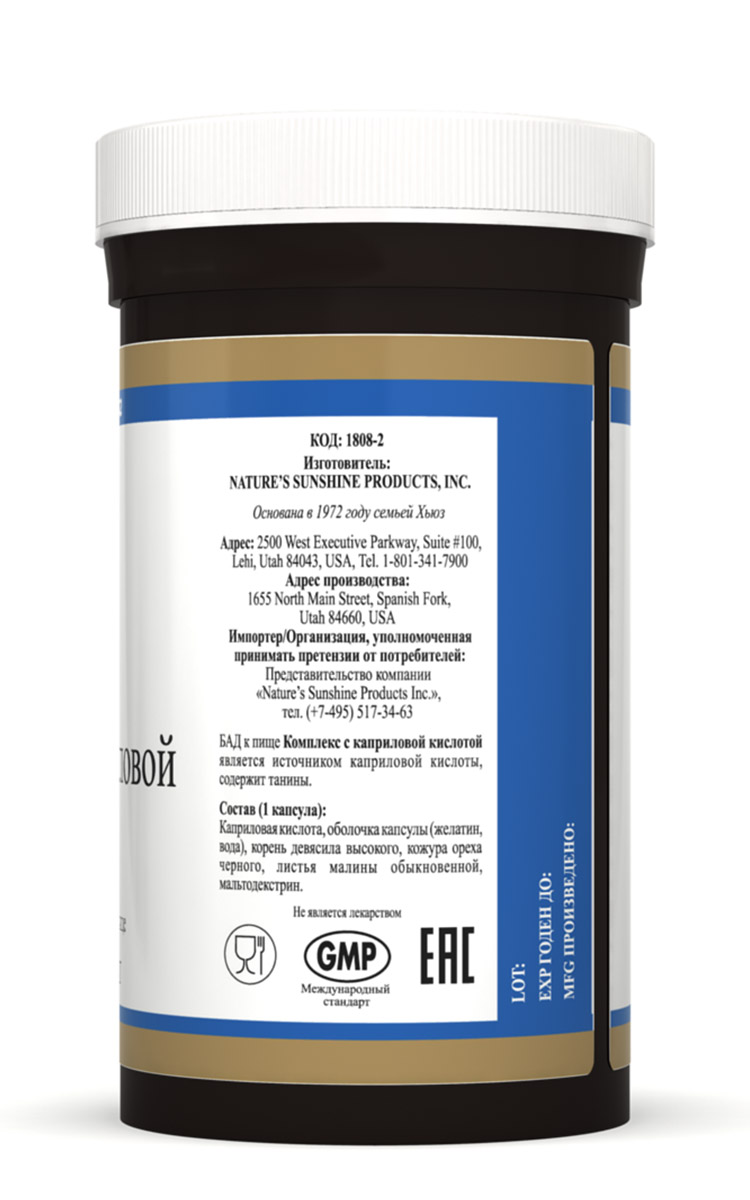 КОД: 1808-2
Изготовитель:
NATURE'S SUNSHINE PRODUCTS, INC.
Основана в 1972 году семьей Хьюз
Адрес: 2500 West Executive Parkway, Suite #100,
Lehi, Utah 84043, USA, Tel. 1-801-341-7900
Адрес производства:
1655 North Main Street, Spanish Fork,
Utah 84660, USA
Импортер/Организация, уполномоченная
принимать претензии от потребителей:
Представительство компании
«Nature's Sunshine Products Inc.»,
тел. (+7-495) 517-34-63
БАД к пище Комплекс с каприловой кислотой
является источником каприловой кислоты,
содержит танины.
Состав (1 капсула):
Каприловая кислота, оболочка капсулы (желатин,
вода), корень девясила высокого, кожура ореха
черного, листья малины обыкновенной,
мальтодекстрин.
Не является лекарством
GMP
EAC
Международный
стандарт
ОВОЙ
LOT:
EXP ГОДЕН ДО:
MFG ПРОИЗВЕДЕНО: